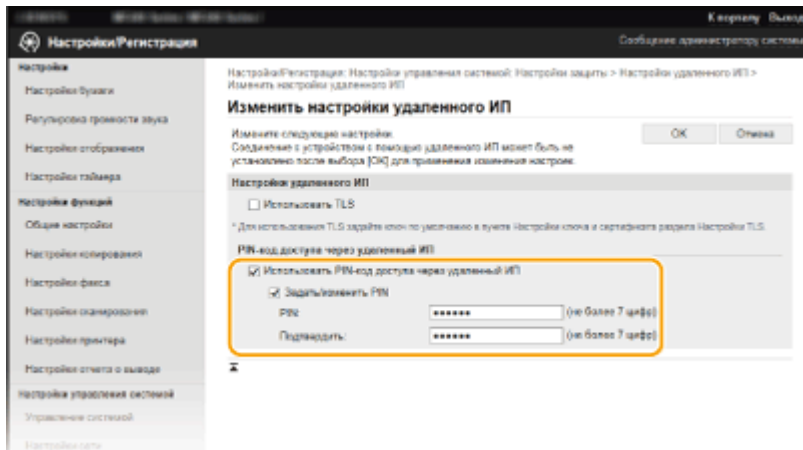 К порталу Выход
Настройки/Регистрация
Сообщение администратору системы
Настройки
Настройки бумаги
Регулировка громкости звука
Настройки отображения
Настройки таймера
Настройки функций
Общие настройки
Настройки копирования
Настройки факса
Настройки сканирования
Настройки принтера
Настройки отчета о выводе
Настройки управления системой
Управление системой
Настройки сети
Настройки/Регистрация: Настройки управления системой: Настройки защиты > Настройки удаленного ИП >
Изменить настройки удаленного ИП
Изменить настройки удаленного ИП
Измените следующие настройки.
Соединение с устройством с помощью удаленного ИП может быть не
установлено после выбора [OK] для применения изменения настроек.
OK Отмена
Настройки удаленного ИП
Использовать TLS
* Для использования TLS задайте ключ по умолчанию в пункте Настройки ключа и сертификата раздела Настройки TLS.
PIN-код доступа через удаленный ИП
Использовать PIN-код доступа через удаленный ИП
Задать/изменить PIN
PIN: •••••• (не более 7 цифр)
Подтвердить: •••••• (не более 7 цифр)